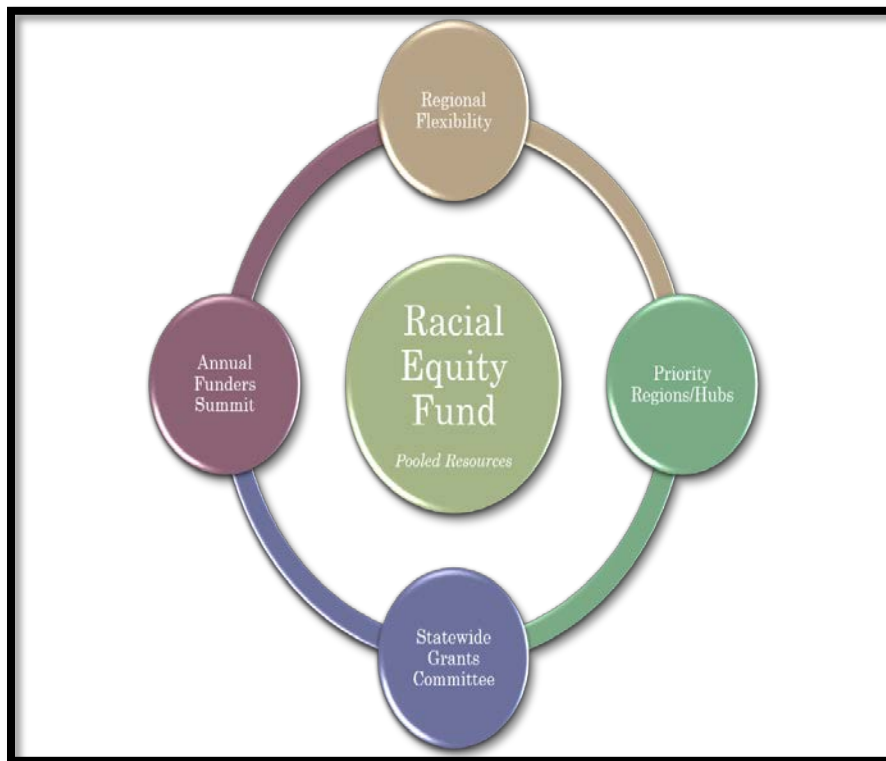 Regional
Flexibility
Racial
Equity
Fund
Pooled Resources
Annual
Funders
Summit
Priority
Regions/Hubs
Statewide
Grants
Committee